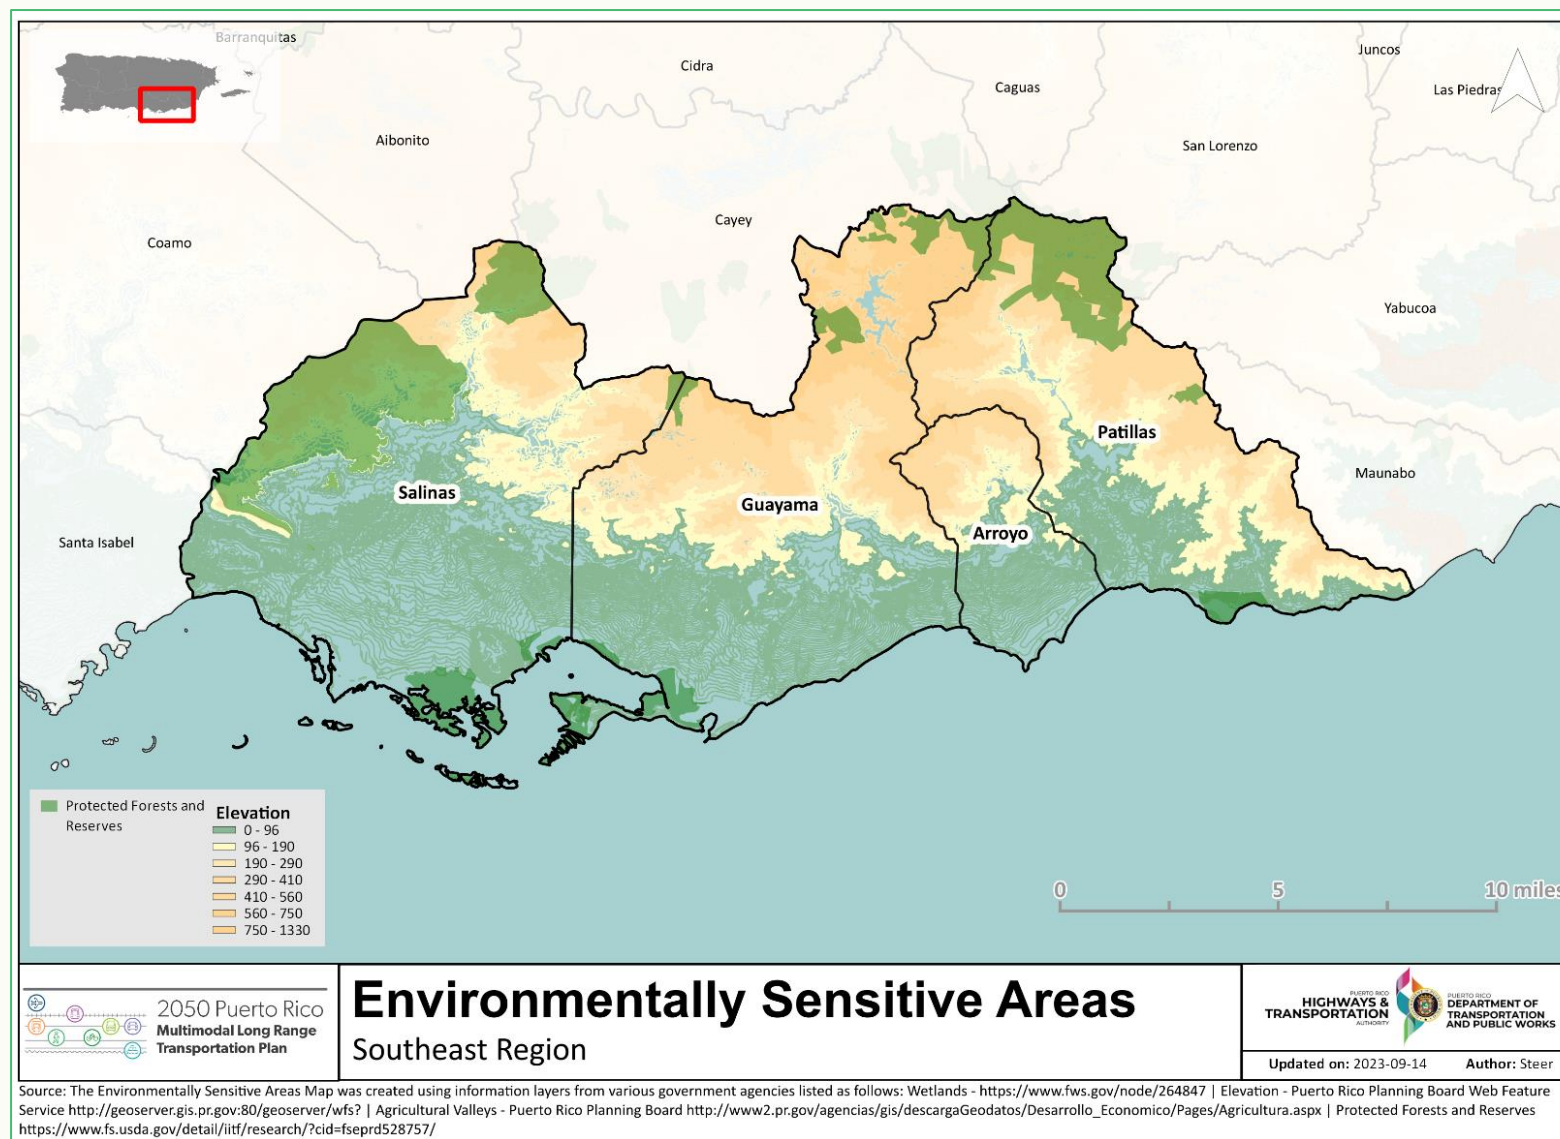 Barranquitas
Cidra
Caguas
Juncos
Las Piedras
Aibonito
San Lorenzo
Cayey
Coamo
Yabucoa
Patillas
Maunabo
Salinas
Guayama
Arroyo
Santa Isabel
Protected Forests and
Reserves
Elevation
0 - 96
96 - 190
190 - 290
290 - 410
410 - 560
560 - 750
750 - 1330
0 5 10 miles
2050 Puerto Rico
Multimodal Long Range
Transportation Plan
Environmentally Sensitive Areas
Southeast Region
PUERTO RICO
HIGHWAYS &
TRANSPORTATION
AUTHORITY
PUERTO RICO
DEPARTMENT OF
TRANSPORTATION
AND PUBLIC WORKS
Updated on: 2023-09-14 Author: Steer
Source: The Environmentally Sensitive Areas Map was created using information layers from various government agencies listed as follows: Wetlands - https://www.fws.gov/node/264847 | Elevation - Puerto Rico Planning Board Web Feature
Service http://geoserver.gis.pr.gov:80/geoserver/wfs? | Agricultural Valleys - Puerto Rico Planning Board http://www2.pr.gov/agencias/gis/descargaGeodatos/Desarrollo_Economico/Pages/Agricultura.aspx | Protected Forests and Reserves
https://www.fs.usda.gov/detail/iitf/research/?cid=fseprd528757/